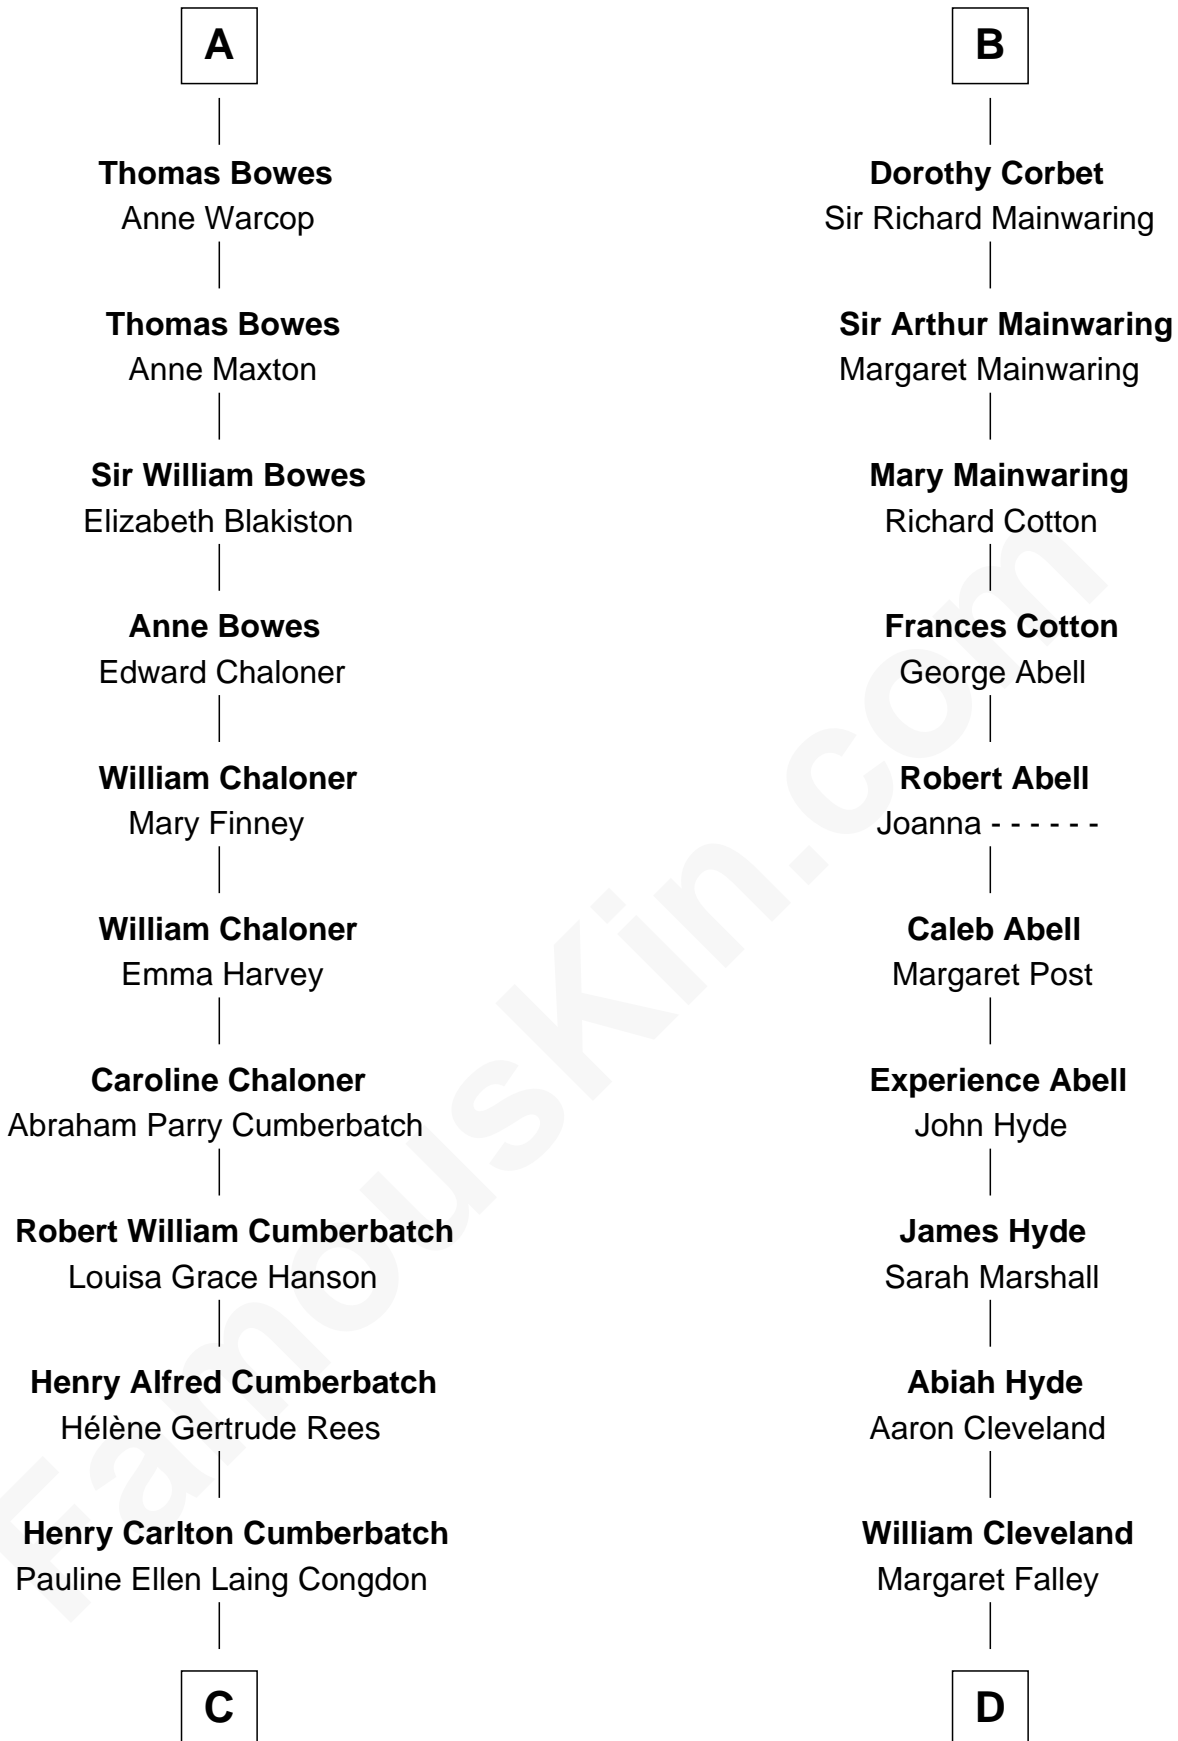 A
Thomas Bowes
Anne Warcop
Thomas Bowes
Anne Maxton
Sir William Bowes
Elizabeth Blakiston
Anne Bowes
Edward Chaloner
William Chaloner
Mary Finney
William Chaloner
Emma Harvey
Caroline Chaloner
Abraham Parry Cumberbatch
Robert William Cumberbatch
Louisa Grace Hanson
Henry Alfred Cumberbatch
Hélène Gertrude Rees
Henry Carlton Cumberbatch
Pauline Ellen Laing Congdon
C
B
Dorothy Corbet
Sir Richard Mainwaring
Sir Arthur Mainwaring
Margaret Mainwaring
Mary Mainwaring
Richard Cotton
Frances Cotton
George Abell
Robert Abell
Joanna - - - - - -
Caleb Abell
Margaret Post
Experience Abell
John Hyde
James Hyde
Sarah Marshall
Abiah Hyde
Aaron Cleveland
William Cleveland
Margaret Falley
D
FamousKin.com